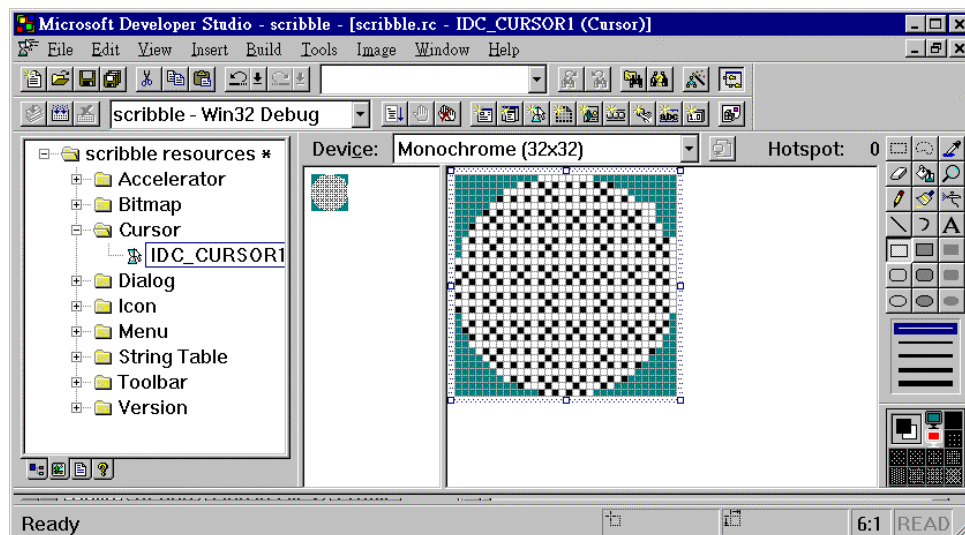 Microsoft Developer Studio - scribble - [scribble.rc - IDC_CURSOR1 (Cursor)]
File Edit View Insert Build Tools Image Window Help
scribble - Win32 Debug
scribble resources *
Accelerator
Bitmap
Cursor
IDC_CURSOR1
Dialog
Icon
Menu
String Table
Toolbar
Version
Device: Monochrome (32x32) Hotspot: 0
A
abc
Ready 6:1 READ